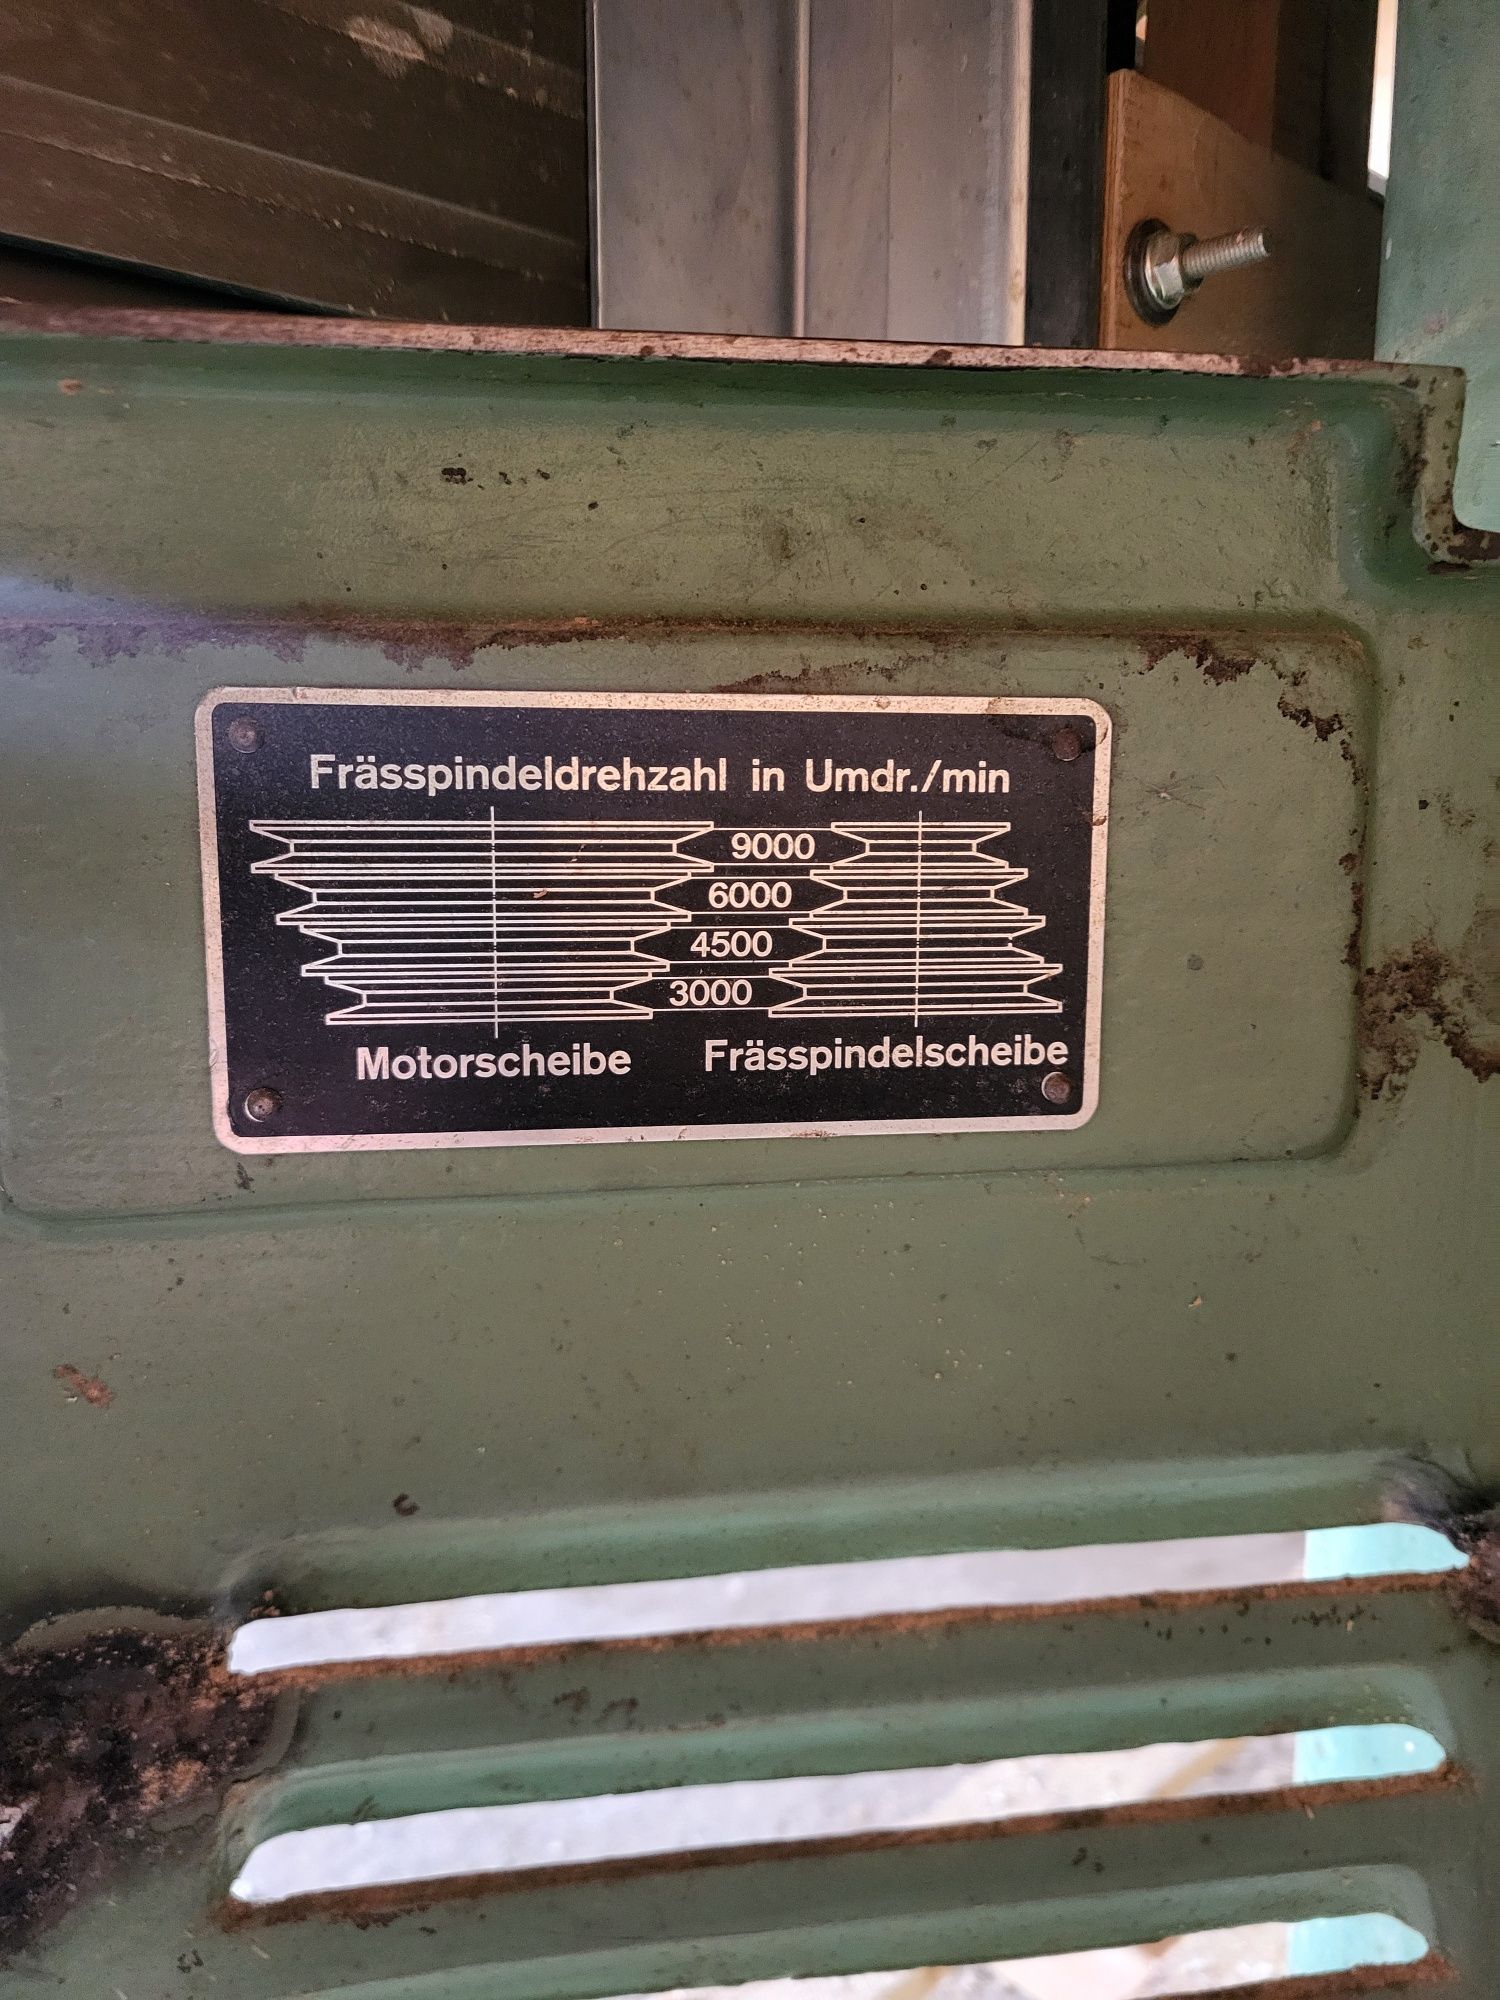 Frässpindeldrehzahl in Umdr./min
9000
6000
4500
3000
Motorscheibe Frässpindelscheibe